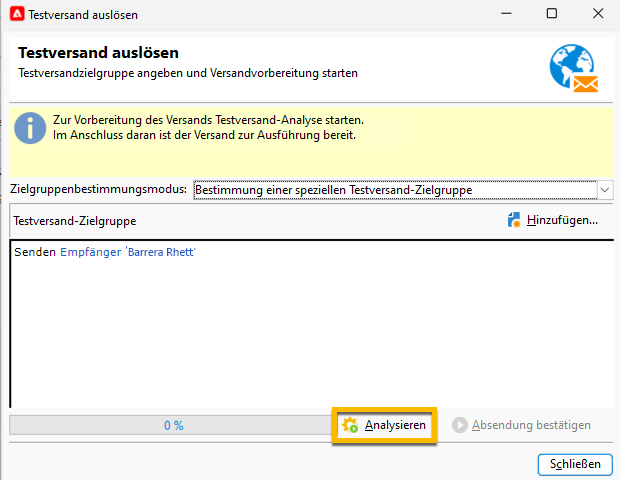 Testversand auslösen
Testversand auslösen
Testversandzielgruppe angeben und Versandvorbereitung starten
Zur Vorbereitung des Versands Testversand-Analyse starten.
Im Anschluss daran ist der Versand zur Ausführung bereit.
Zielgruppenbestimmungsmodus: Bestimmung einer speziellen Testversand-Zielgruppe
Testversand-Zielgruppe Hinzufügen...
Senden Empfänger 'Barrera Rhett'
0 % Analysieren Absendung bestätigen
Schließen